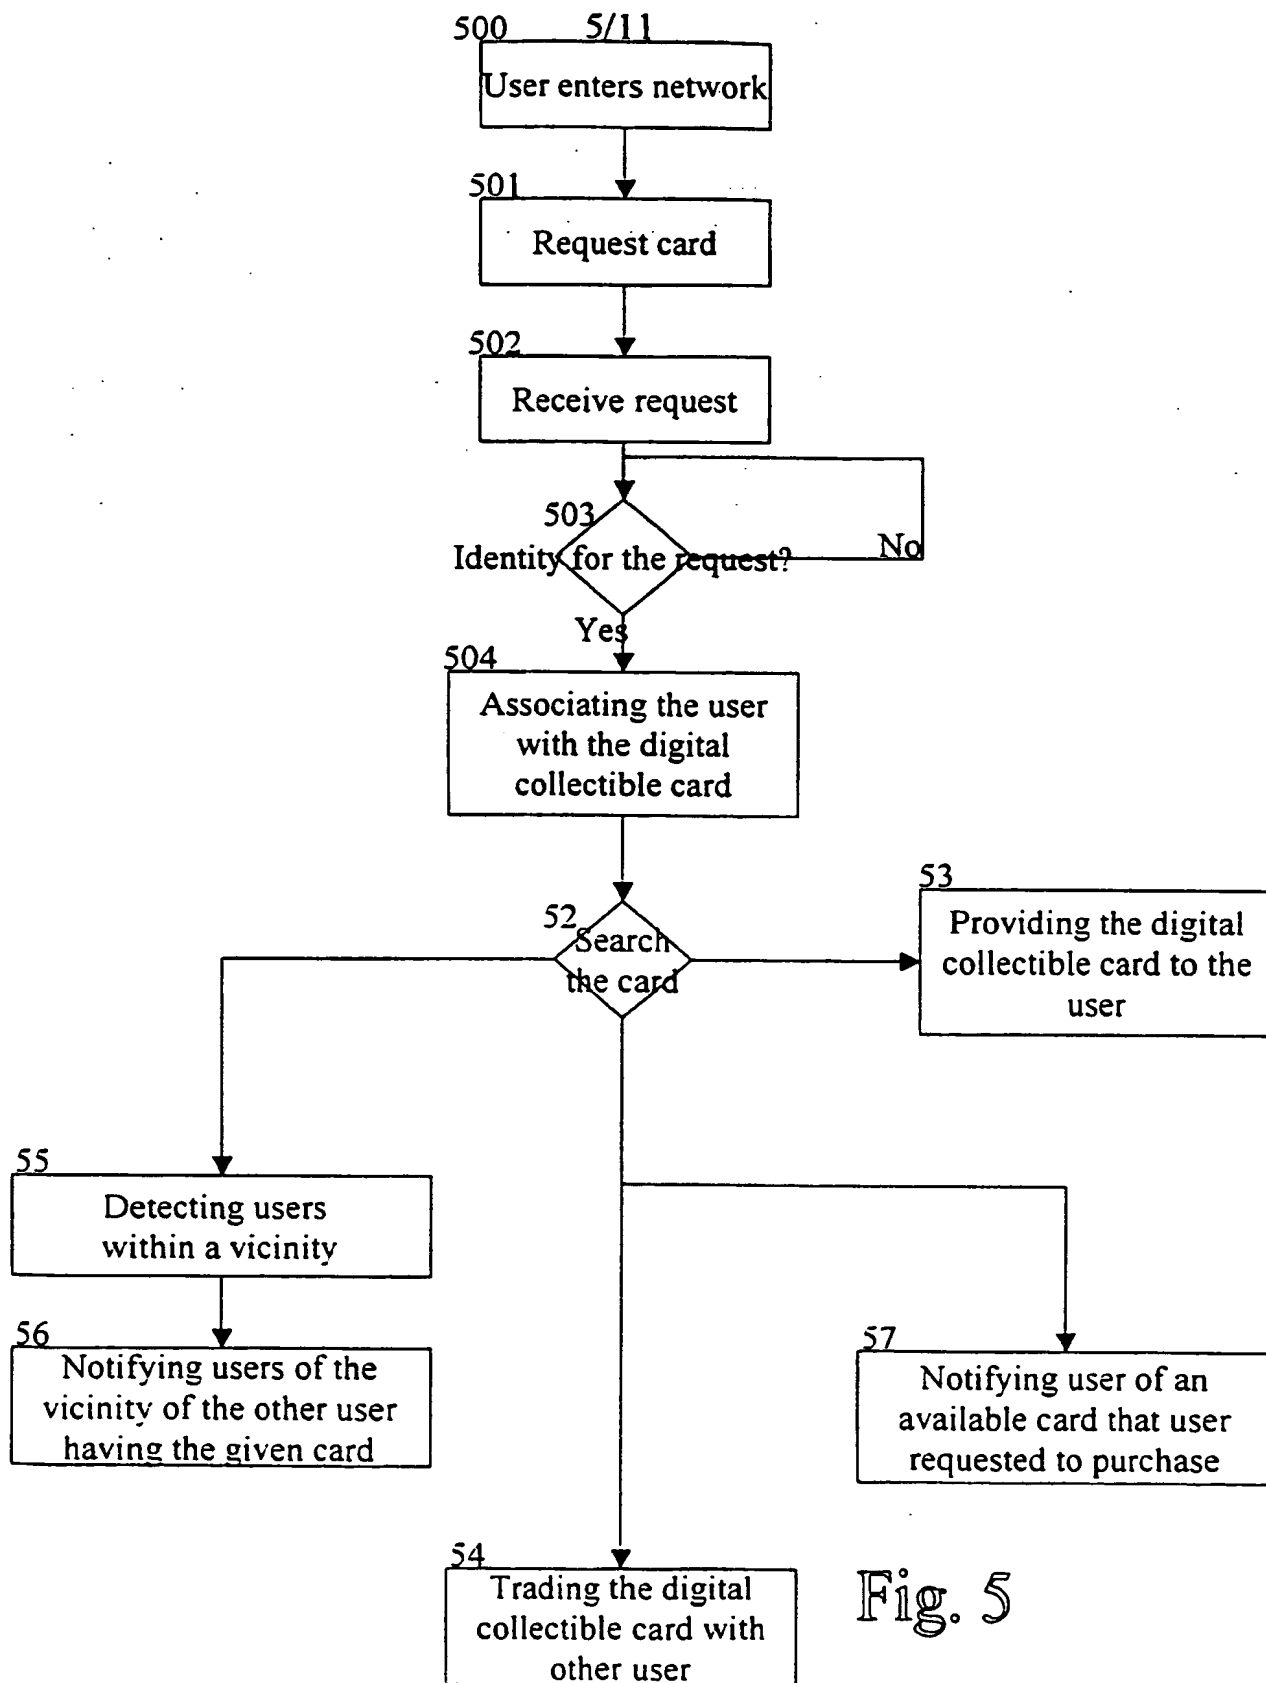 500
5/11
User enters network
501
Request card
502
Receive request
503
Identity for the request?
No
Yes
504
Associating the user
with the digital
collectible card
52
Search
the card
53
Providing the digital
collectible card to the
user
55
Detecting users
within a vicinity
56
Notifying users of the
vicinity of the other user
having the given card
57
Notifying user of an
available card that user
requested to purchase
54
Trading the digital
collectible card with
other user
Fig. 5